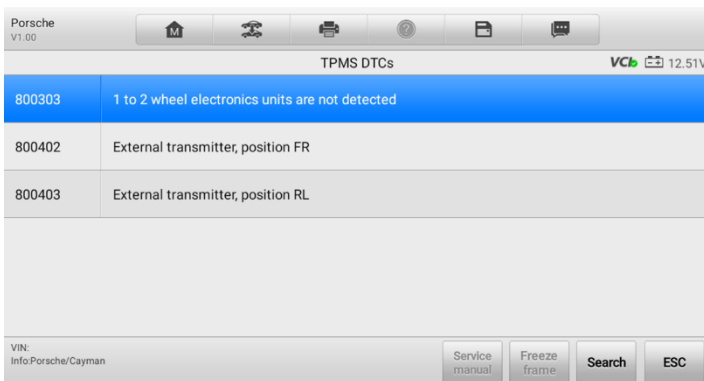 Porsche
V1.00
M
TPMS DTCs
VCI 12.51V
800303 1 to 2 wheel electronics units are not detected
800402 External transmitter, position FR
800403 External transmitter, position RL
VIN:
Info:Porsche/Cayman
Service manual
Freeze frame
Search
ESC